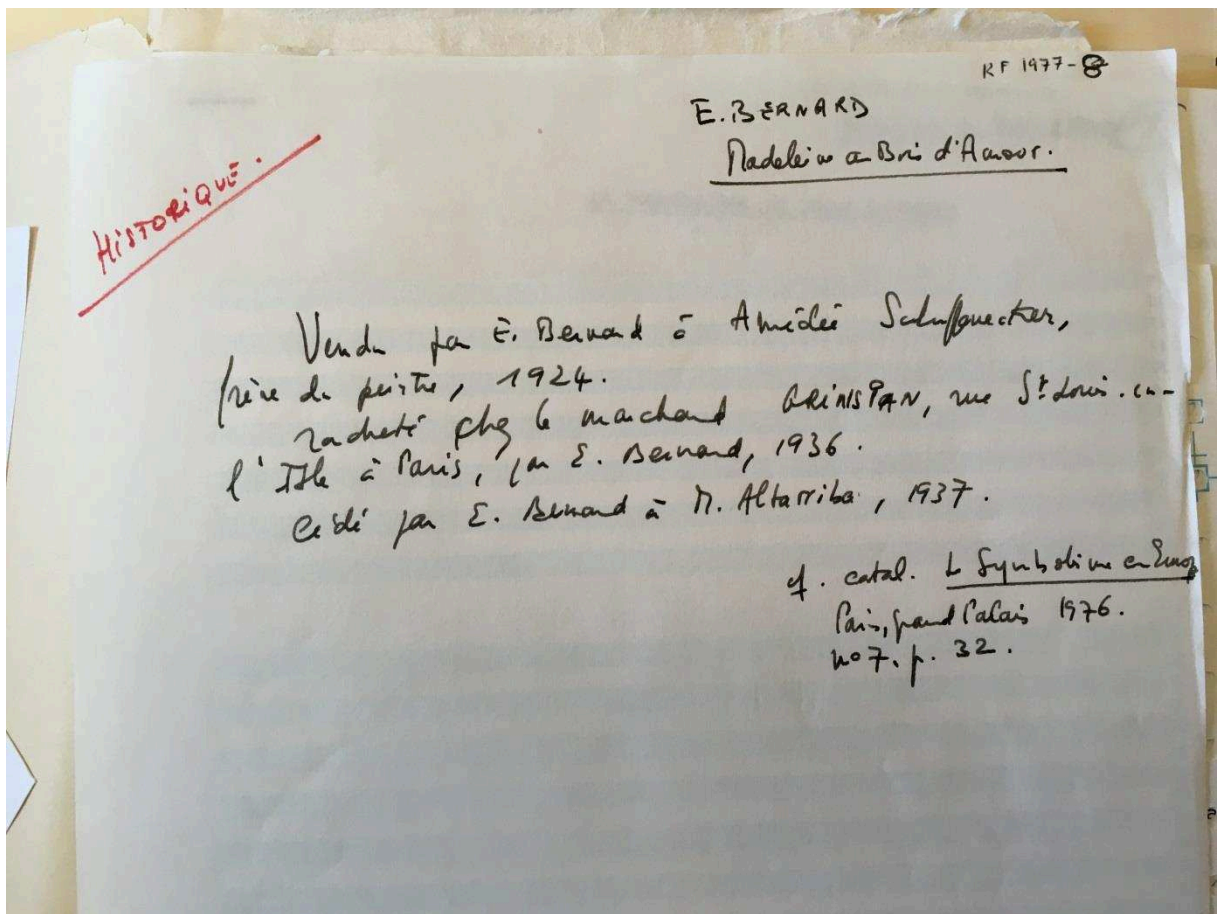 RF 1977-8
E. BERNARD
Madeleine au Bois d'Amour.
HISTORIQUE.
Vendu par E. Bernard à Amédée Schuffenecker,
frère du peintre, 1924.
racheté chez le marchand GRINSPAN, rue St Louis.en-
l'Isle à Paris, par E. Bernard, 1936.
Cédé par E. Bernard à M. Altarriba, 1937.
cf. catal. Le Symbolisme en Europe
Paris, grand Palais 1976.
no 7. p. 32.